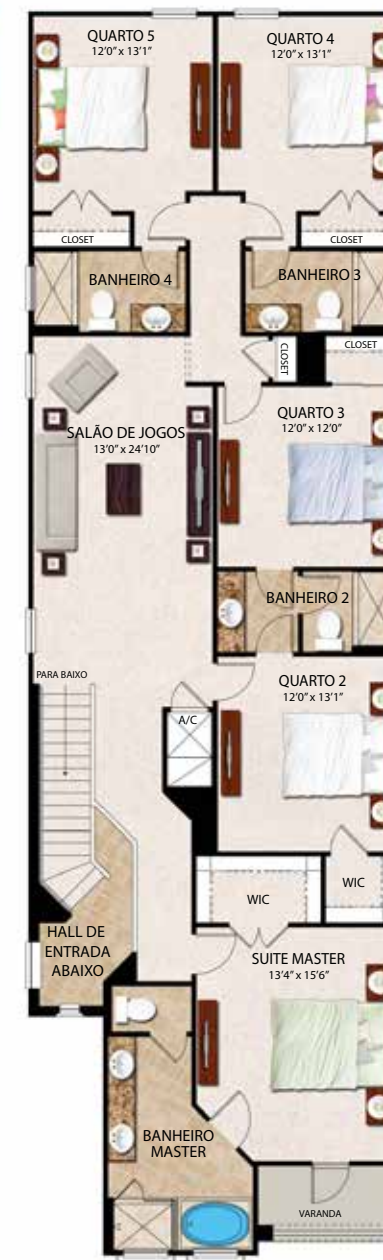 QUARTO 5
12’0” x 13’1”
QUARTO 4
12’0” x 13’1”
CLOSET
CLOSET
BANHEIRO 4
BANHEIRO 3
CLOSET
CLOSET
SALÃO DE JOGOS
13’0” x 24’10”
QUARTO 3
12’0” x 12’0”
BANHEIRO 2
PARA BAIXO
QUARTO 2
12’0” x 13’1”
A/C
WIC
WIC
HALL DE
ENTRADA
ABAIXO
SUITE MASTER
13’4” x 15’6”
BANHEIRO
MASTER
VARANDA